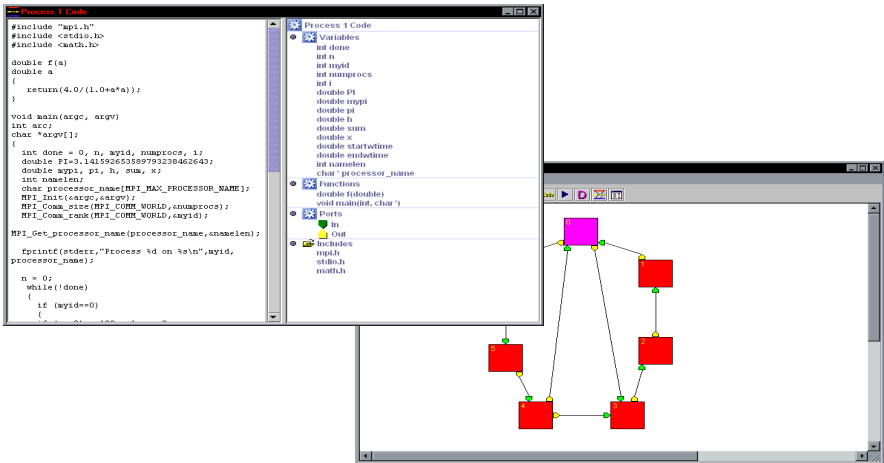 Process 1 Code
#include "mpi.h"
#include <stdio.h>
#include <math.h>
double f(a)
double a
{
return(4.0/(1.0+a*a));
}
void main(argc, argv)
int arc;
char *argv[];
{
int done = 0, n, myid, numprocs, i;
double PI=3.141592653589793238462643;
double mypi, pi, h, sum, x;
int namelen;
char processor_name[MPI_MAX_PROCESSOR_NAME];
MPI_Init(&argc,&argv);
MPI_Comm_size(MPI_COMM_WORLD,&numprocs);
MPI_Comm_rank(MPI_COMM_WORLD,&myid);
MPI_Get_processor_name(processor_name,&namelen);
fprintf(stderr,"Process %d on %s\n",myid,
processor_name);
n = 0;
while(!done)
{
if (myid==0)
{
Process 1 Code
Variables
int done
int n
int myid
int numprocs
int i
double PI
double mypi
double pi
double h
double sum
double x
double startwtime
double endwtime
int namelen
char * processor_name
Functions
double f(double)
void main(int, char *)
Ports
In
Out
Includes
mpi.h
stdio.h
math.h
D
0
1
2
3
4
5